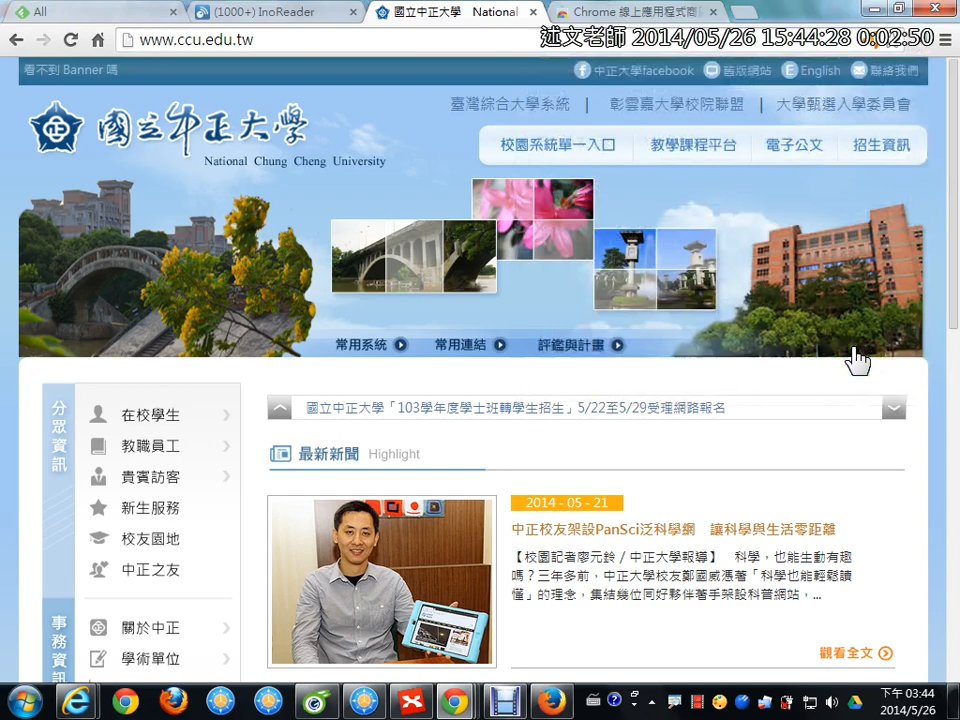 All
(1000+) InoReader
國立中正大學 National
Chrome 線上應用程式商
www.ccu.edu.tw
述文老師 2014/05/26 15:44:28 0:02:50
看不到 Banner 嗎
中正大學facebook
舊版網站
English
聯絡我們
國立中正大學
National Chung Cheng University
臺灣綜合大學系統 | 彰雲嘉大學校院聯盟 | 大學甄選入學委員會
校園系統單一入口
教學課程平台
電子公文
招生資訊
常用系統
常用連結
評鑑與計畫
分眾資訊
在校學生
教職員工
貴賓訪客
新生服務
校友園地
中正之友
事務資訊
關於中正
學術單位
國立中正大學「103學年度學士班轉學生招生」5/22至5/29受理網路報名
最新新聞 Highlight
2014 - 05 - 21
中正校友架設PanSci泛科學網 讓科學與生活零距離
【校園記者廖元鈴 / 中正大學報導】 科學，也能生動有趣
嗎？三年多前，中正大學校友鄭國威憑著「科學也能輕鬆讀
懂」的理念，集結幾位同好夥伴著手架設科普網站，...
觀看全文
下午 03:44
2014/5/26